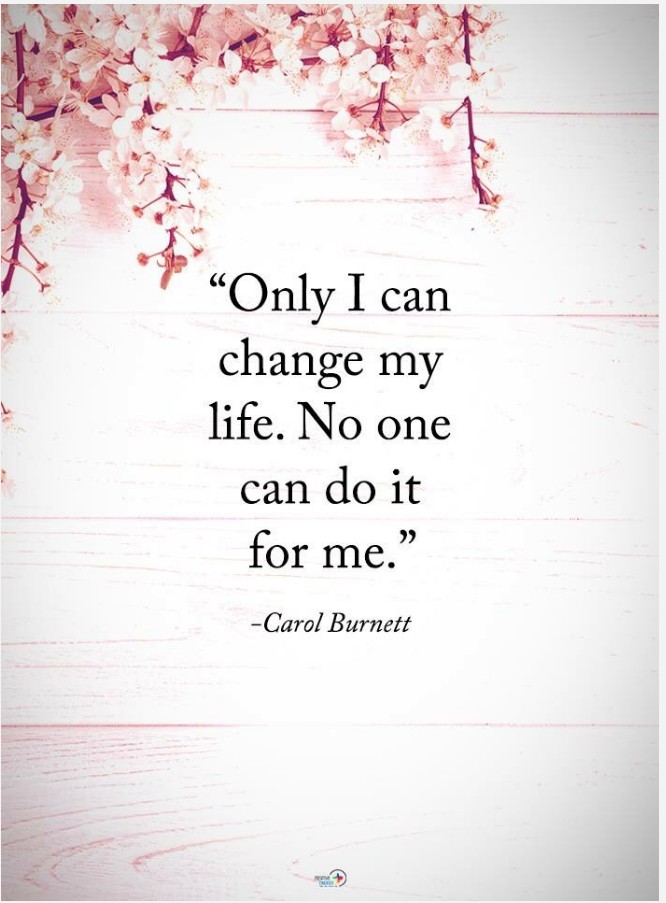 “Only I can
change my
life. No one
can do it
for me.”
-Carol Burnett